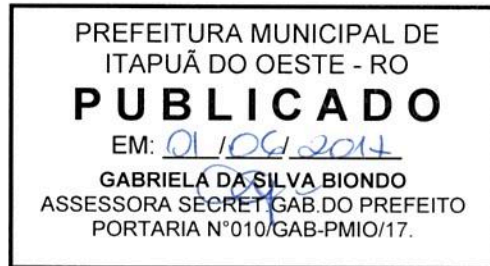 PREFEITURA MUNICIPAL DE
ITAPUÃ DO OESTE - RO
PUBLICADO
EM: 01/06/2017
GABRIELA DA SILVA BIONDO
ASSESSORA SECRET.GAB.DO PREFEITO
PORTARIA N°010/GAB-PMIO/17.